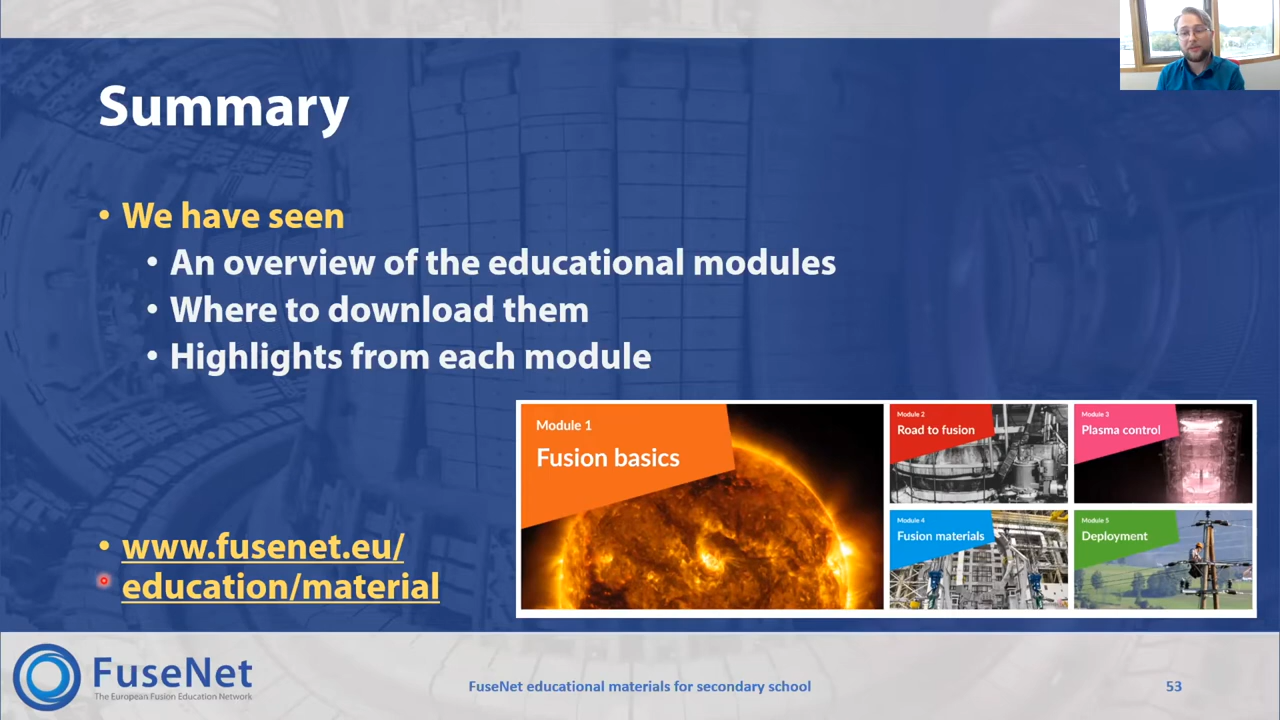 Summary
• We have seen
• An overview of the educational modules
• Where to download them
• Highlights from each module
Module 1
Fusion basics
Module 2
Road to fusion
Module 3
Plasma control
Module 4
Fusion materials
Module 5
Deployment
• www.fusenet.eu/
education/material
FuseNet
The European Fusion Education Network
FuseNet educational materials for secondary school
53